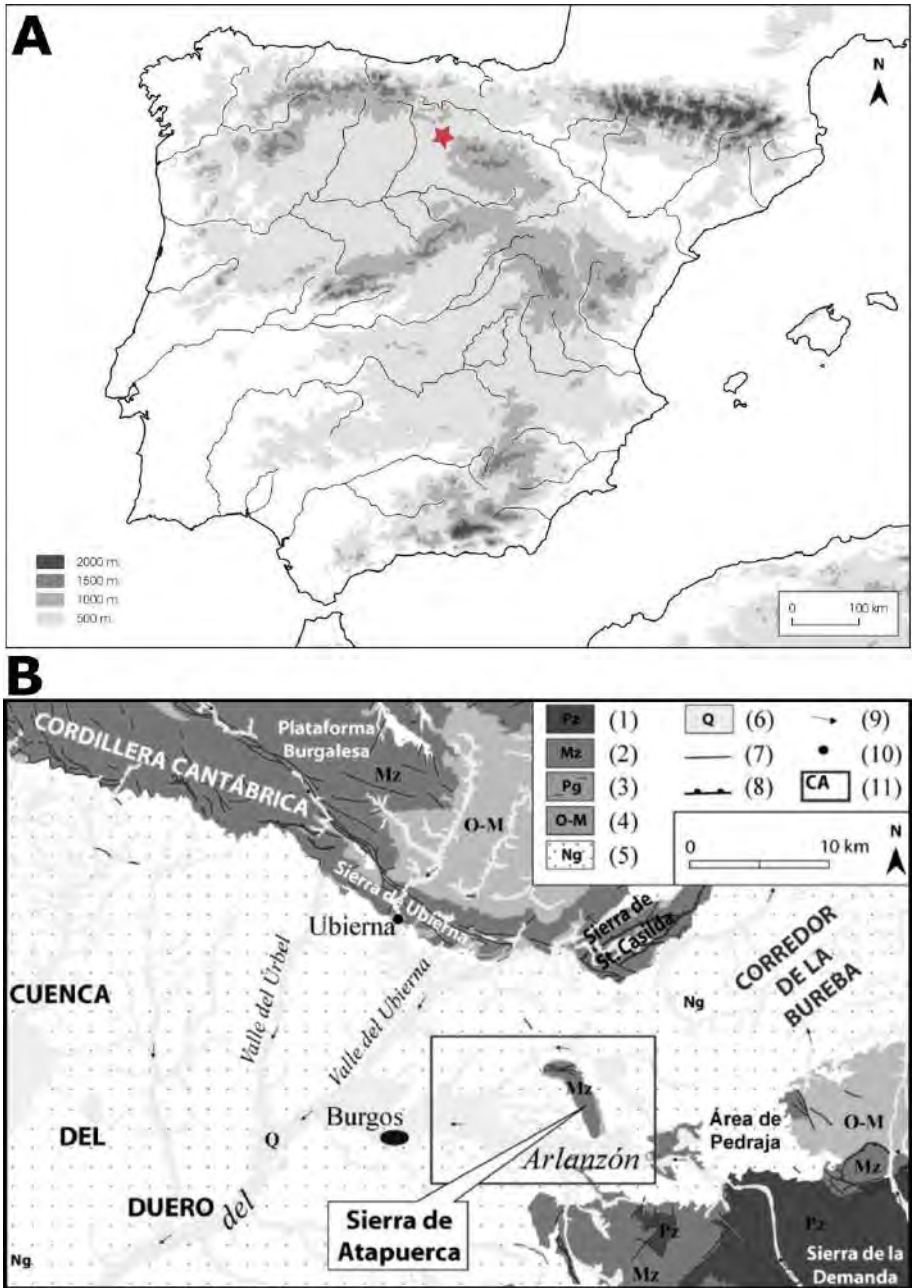 A
N
2000 m.
1500 m.
1000 m.
500 m.
0 100 km
B
CORDILLERA CANTÁBRICA
Plataforma
Burgalesa
Mz
O-M
Pz (1) Q (6) (9)
Mz (2) (7) (10)
Pg (3) (8) CA (11)
O-M (4)
Ng (5)
0 10 km
N
Sierra de Ubierna
Ubierna
Sierra de
St. Casilda
CORREDOR
DE LA
BUREBA
CUENCA
Valle del Urbel
Valle del Ubierna
Ng
Mz
Burgos
Q
DEL
Área de
Pedraja
O-M
Mz
Arlanzón
DUERO
del
Sierra de
Atapuerca
Pz
Pz
Sierra de la
Demanda
Mz
Ng